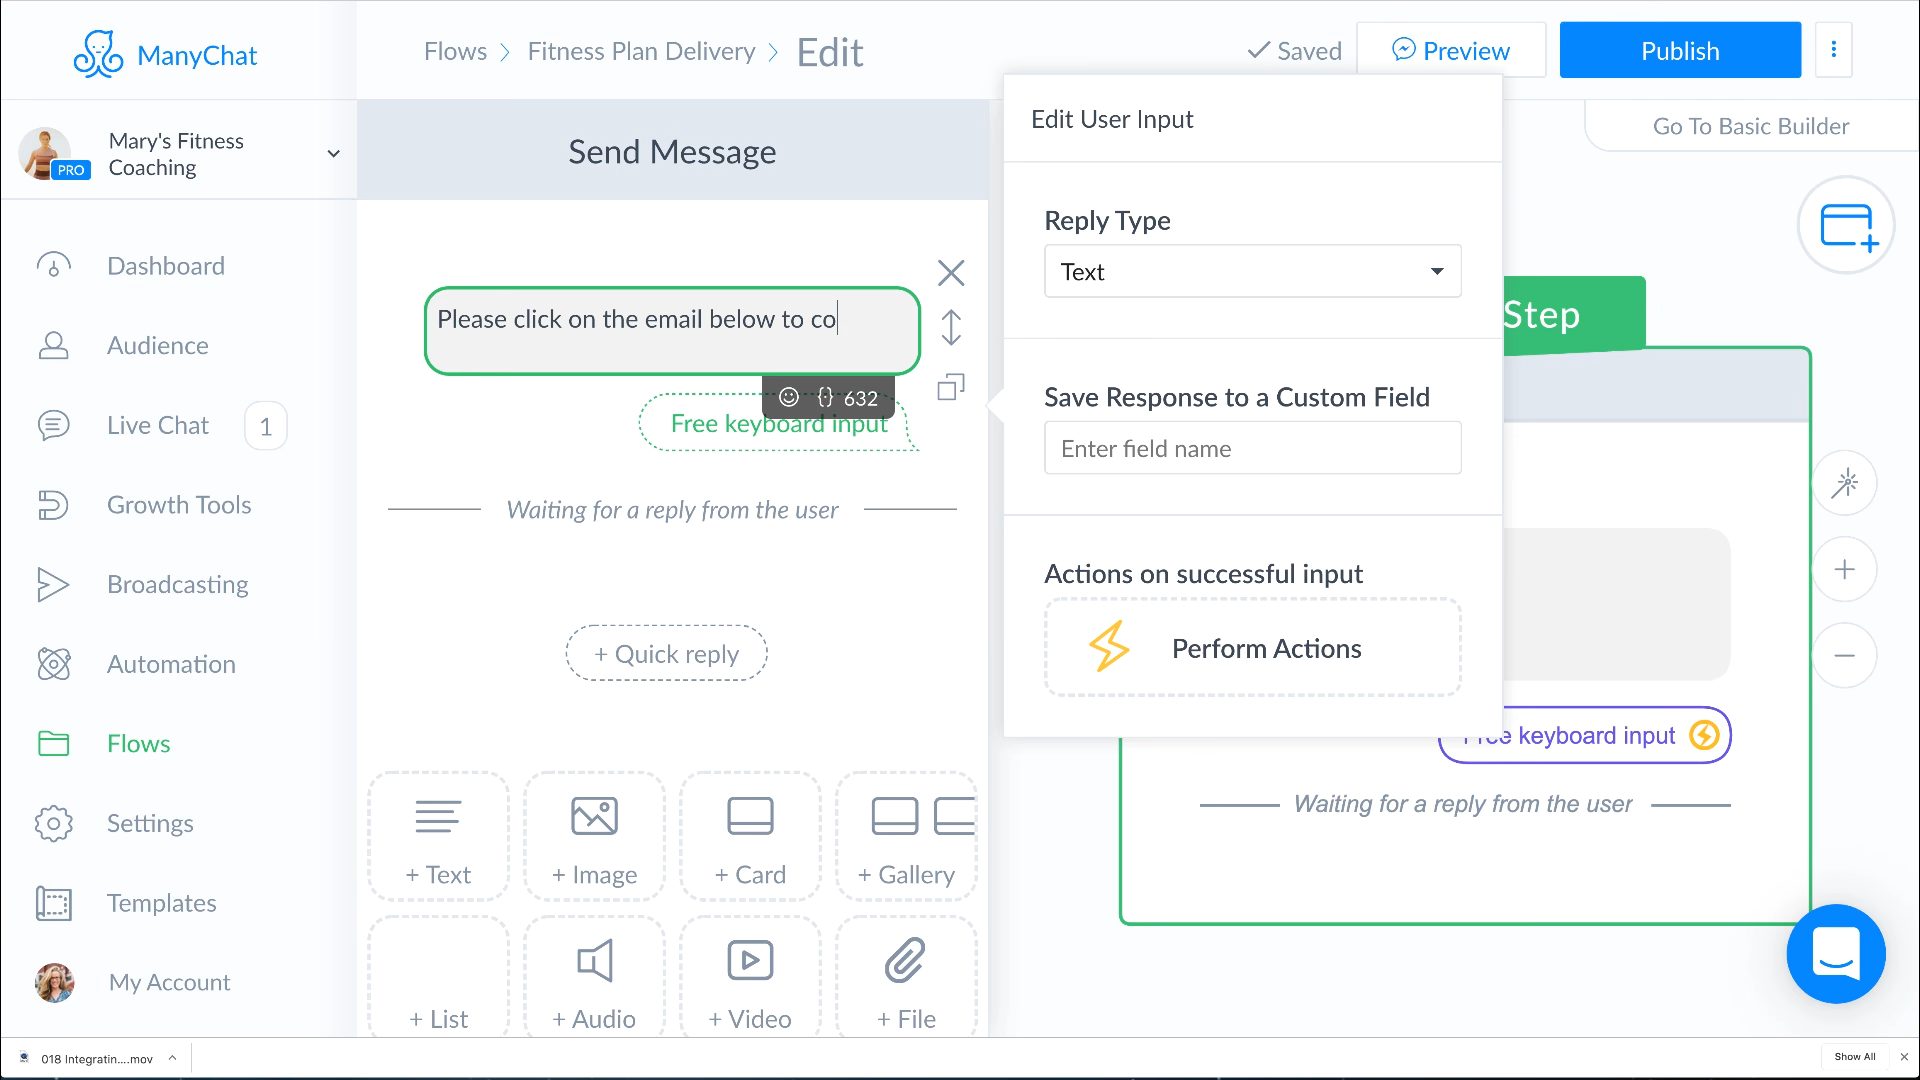 ManyChat
Flows
Fitness Plan Delivery
Edit
Saved
Preview
Publish
Mary's Fitness
Coaching
PRO
Dashboard
Audience
Live Chat
1
Growth Tools
Broadcasting
Automation
Flows
Settings
Templates
My Account
Send Message
Please click on the email below to co
632
Free keyboard input
Waiting for a reply from the user
+ Quick reply
+ Text
+ Image
+ Card
+ Gallery
+ List
+ Audio
+ Video
+ File
Edit User Input
Reply Type
Text
Save Response to a Custom Field
Enter field name
Actions on successful input
Perform Actions
Go To Basic Builder
Step
Free keyboard input
Waiting for a reply from the user
018 Integratin....mov
Show All